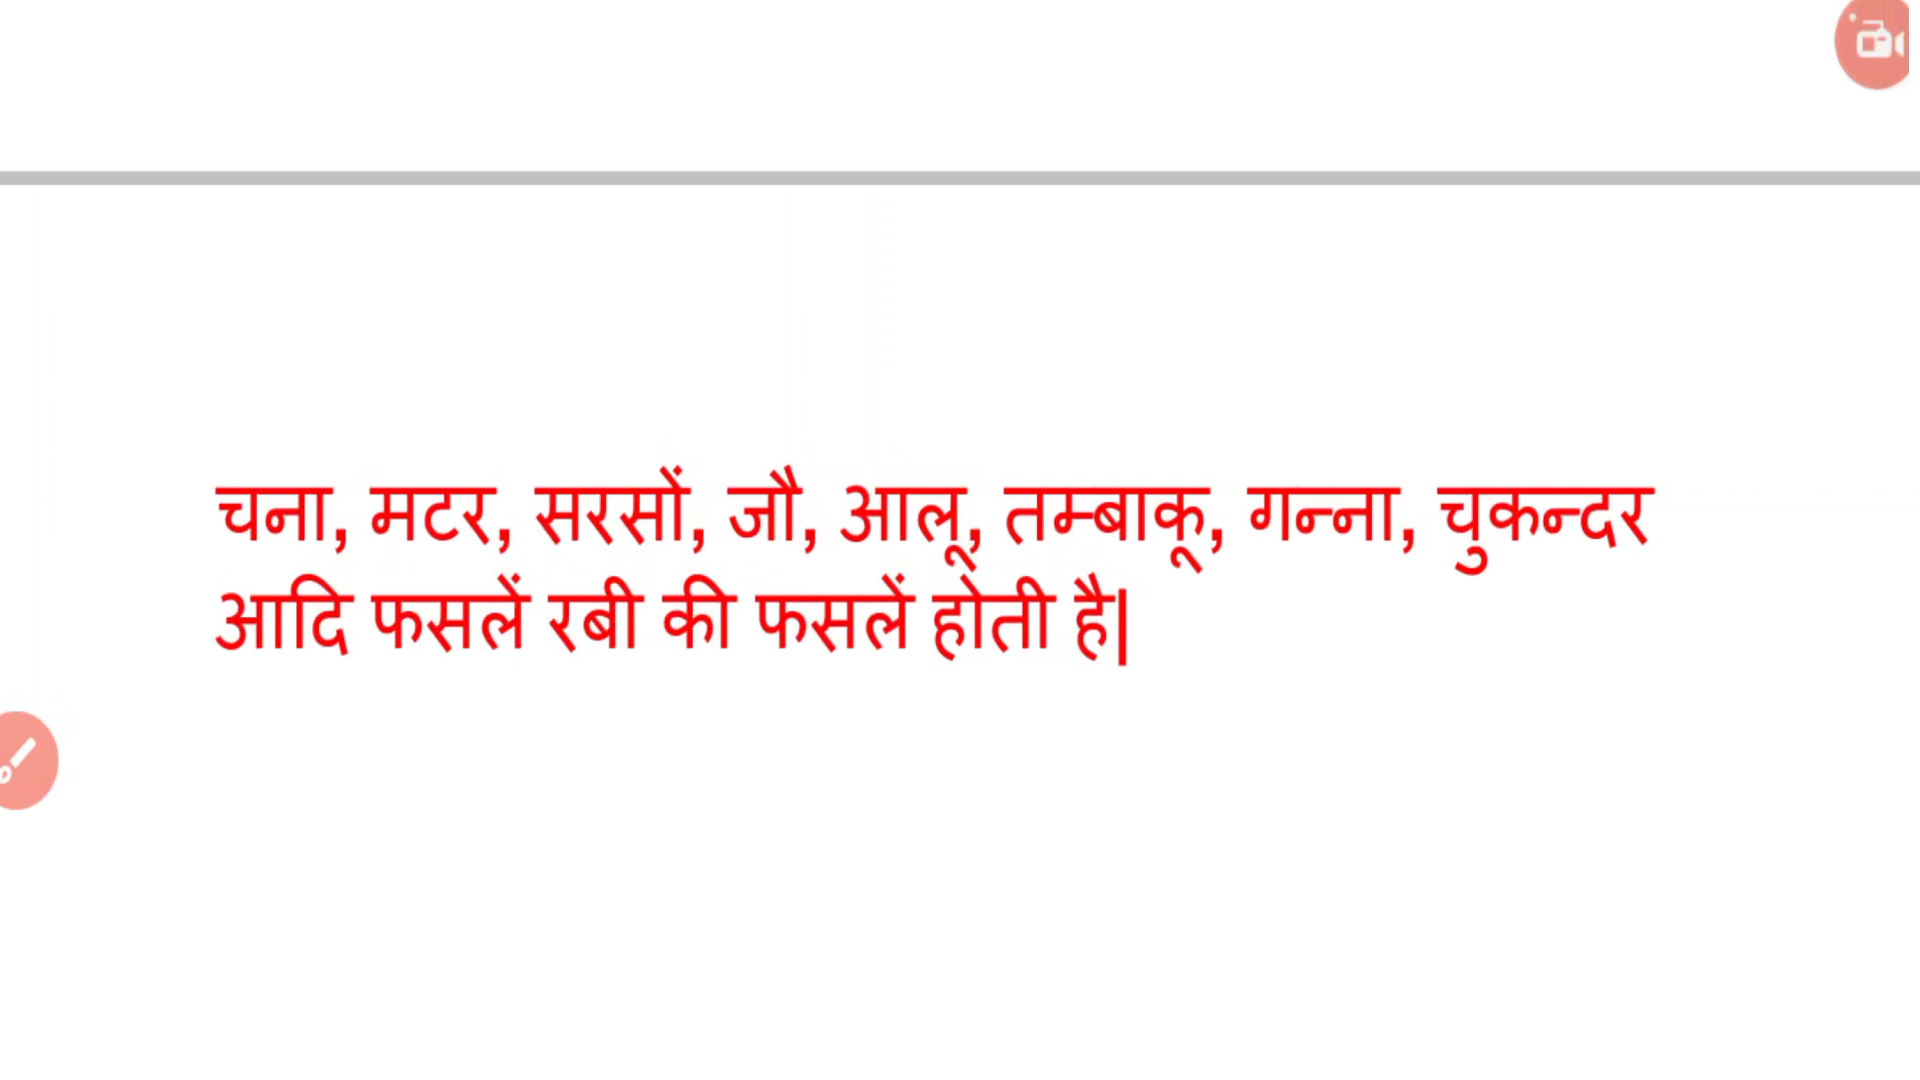 चना, मटर, सरसों, जौ, आलू, तम्बाकू, गन्ना, चुकन्दर
आदि फसलें रबी की फसलें होती है|